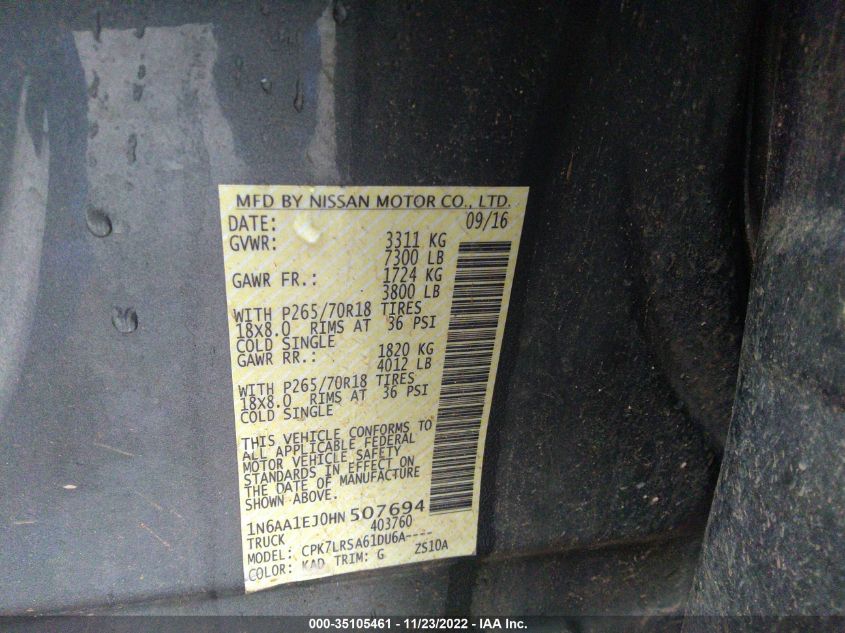 MFD BY NISSAN MOTOR CO., LTD.
DATE: 09/16
GVWR: 3311 KG
7300 LB
GAWR FR.: 1724 KG
3800 LB
WITH P265/70R18 TIRES
18X8.0 RIMS AT 36 PSI
COLD SINGLE
GAWR RR.: 1820 KG
4012 LB
WITH P265/70R18 TIRES
18X8.0 RIMS AT 36 PSI
COLD SINGLE
THIS VEHICLE CONFORMS TO
ALL APPLICABLE FEDERAL
MOTOR VEHICLE SAFETY
STANDARDS IN EFFECT ON
THE DATE OF MANUFACTURE
SHOWN ABOVE.
1N6AA1EJ0HN 507694
TRUCK 403760
MODEL: CPK7LRSA61DU6A----
COLOR: KAD TRIM: G ZS10A
000-35105461 - 11/23/2022 - IAA Inc.